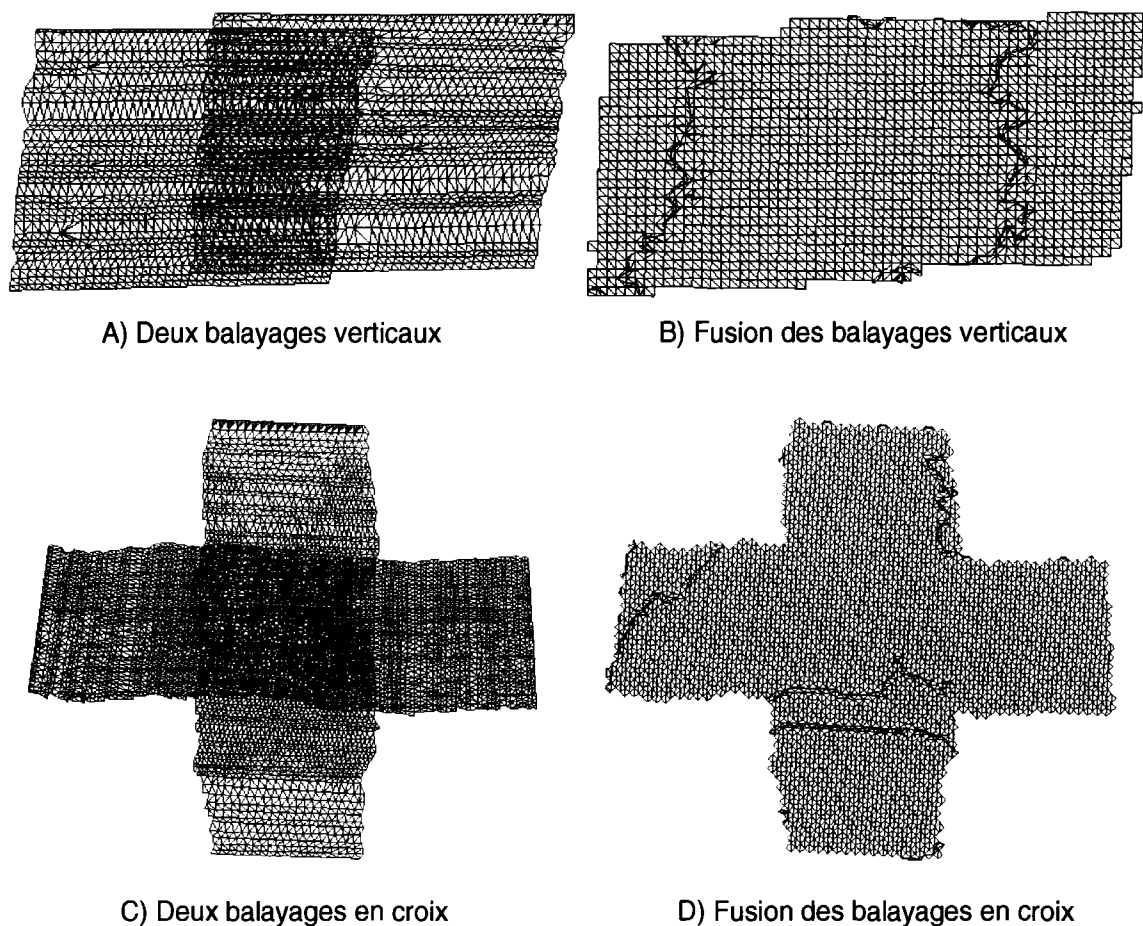 A) Deux balayages verticaux
B) Fusion des balayages verticaux
C) Deux balayages en croix
D) Fusion des balayages en croix